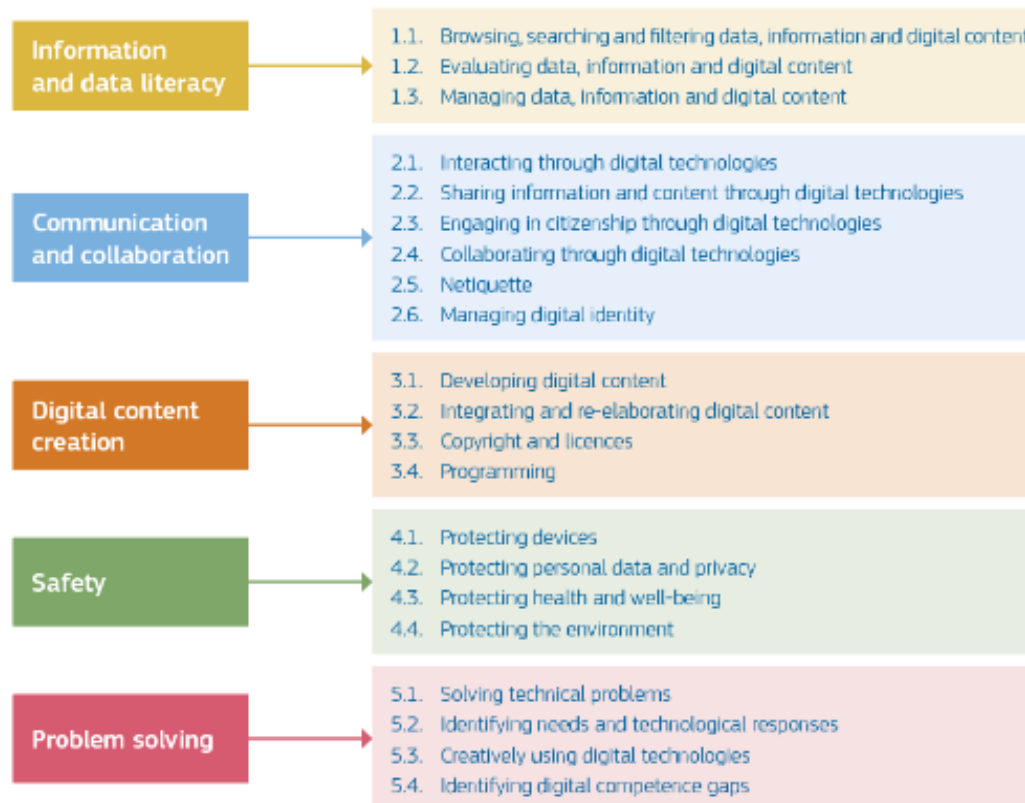 Information
and data literacy
1.1. Browsing, searching and filtering data, information and digital content
1.2. Evaluating data, information and digital content
1.3. Managing data, information and digital content
Communication
and collaboration
2.1. Interacting through digital technologies
2.2. Sharing information and content through digital technologies
2.3. Engaging in citizenship through digital technologies
2.4. Collaborating through digital technologies
2.5. Netiquette
2.6. Managing digital identity
Digital content
creation
3.1. Developing digital content
3.2. Integrating and re-elaborating digital content
3.3. Copyright and licences
3.4. Programming
Safety
4.1. Protecting devices
4.2. Protecting personal data and privacy
4.3. Protecting health and well-being
4.4. Protecting the environment
Problem solving
5.1. Solving technical problems
5.2. Identifying needs and technological responses
5.3. Creatively using digital technologies
5.4. Identifying digital competence gaps